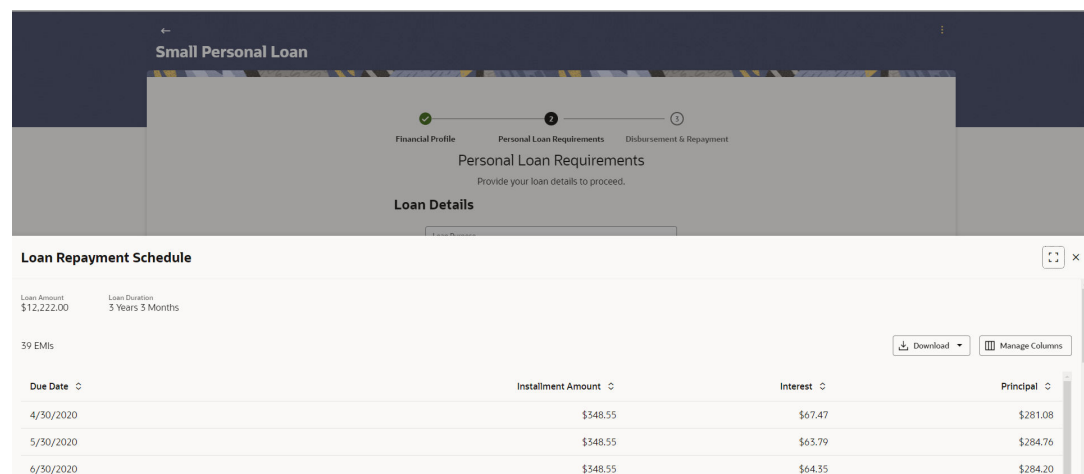 Small Personal Loan
2
3
Financial Profile Personal Loan Requirements Disbursement & Repayment
Personal Loan Requirements
Provide your loan details to proceed.
Loan Details
Loan Repayment Schedule
Loan Amount Loan Duration
$12,222.00 3 Years 3 Months
39 EMIs Download Manage Columns
Due Date Installment Amount Interest Principal
4/30/2020 $348.55 $67.47 $281.08
5/30/2020 $348.55 $63.79 $284.76
6/30/2020 $348.55 $64.35 $284.20